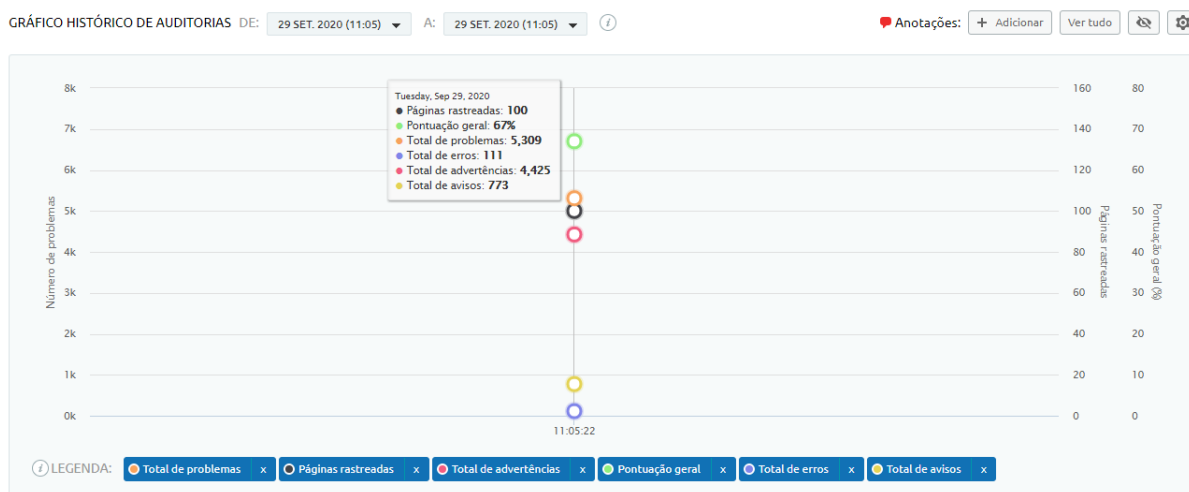 GRÁFICO HISTÓRICO DE AUDITORIAS DE: 29 SET. 2020 (11:05) A: 29 SET. 2020 (11:05) i Anotações: + Adicionar Ver tudo
8k 160 80
Tuesday, Sep 29, 2020
Páginas rastreadas: 100
Pontuação geral: 67%
Total de problemas: 5,309
Total de erros: 111
Total de advertências: 4,425
Total de avisos: 773
7k 140 70
6k 120 60
5k 100 50
4k 80 40
3k 60 30
2k 40 20
1k 20 10
0k 0 0
Número de problemas
Páginas rastreadas
Pontuação geral (%)
11:05:22
i LEGENDA: Total de problemas x Páginas rastreadas x Total de advertências x Pontuação geral x Total de erros x Total de avisos x